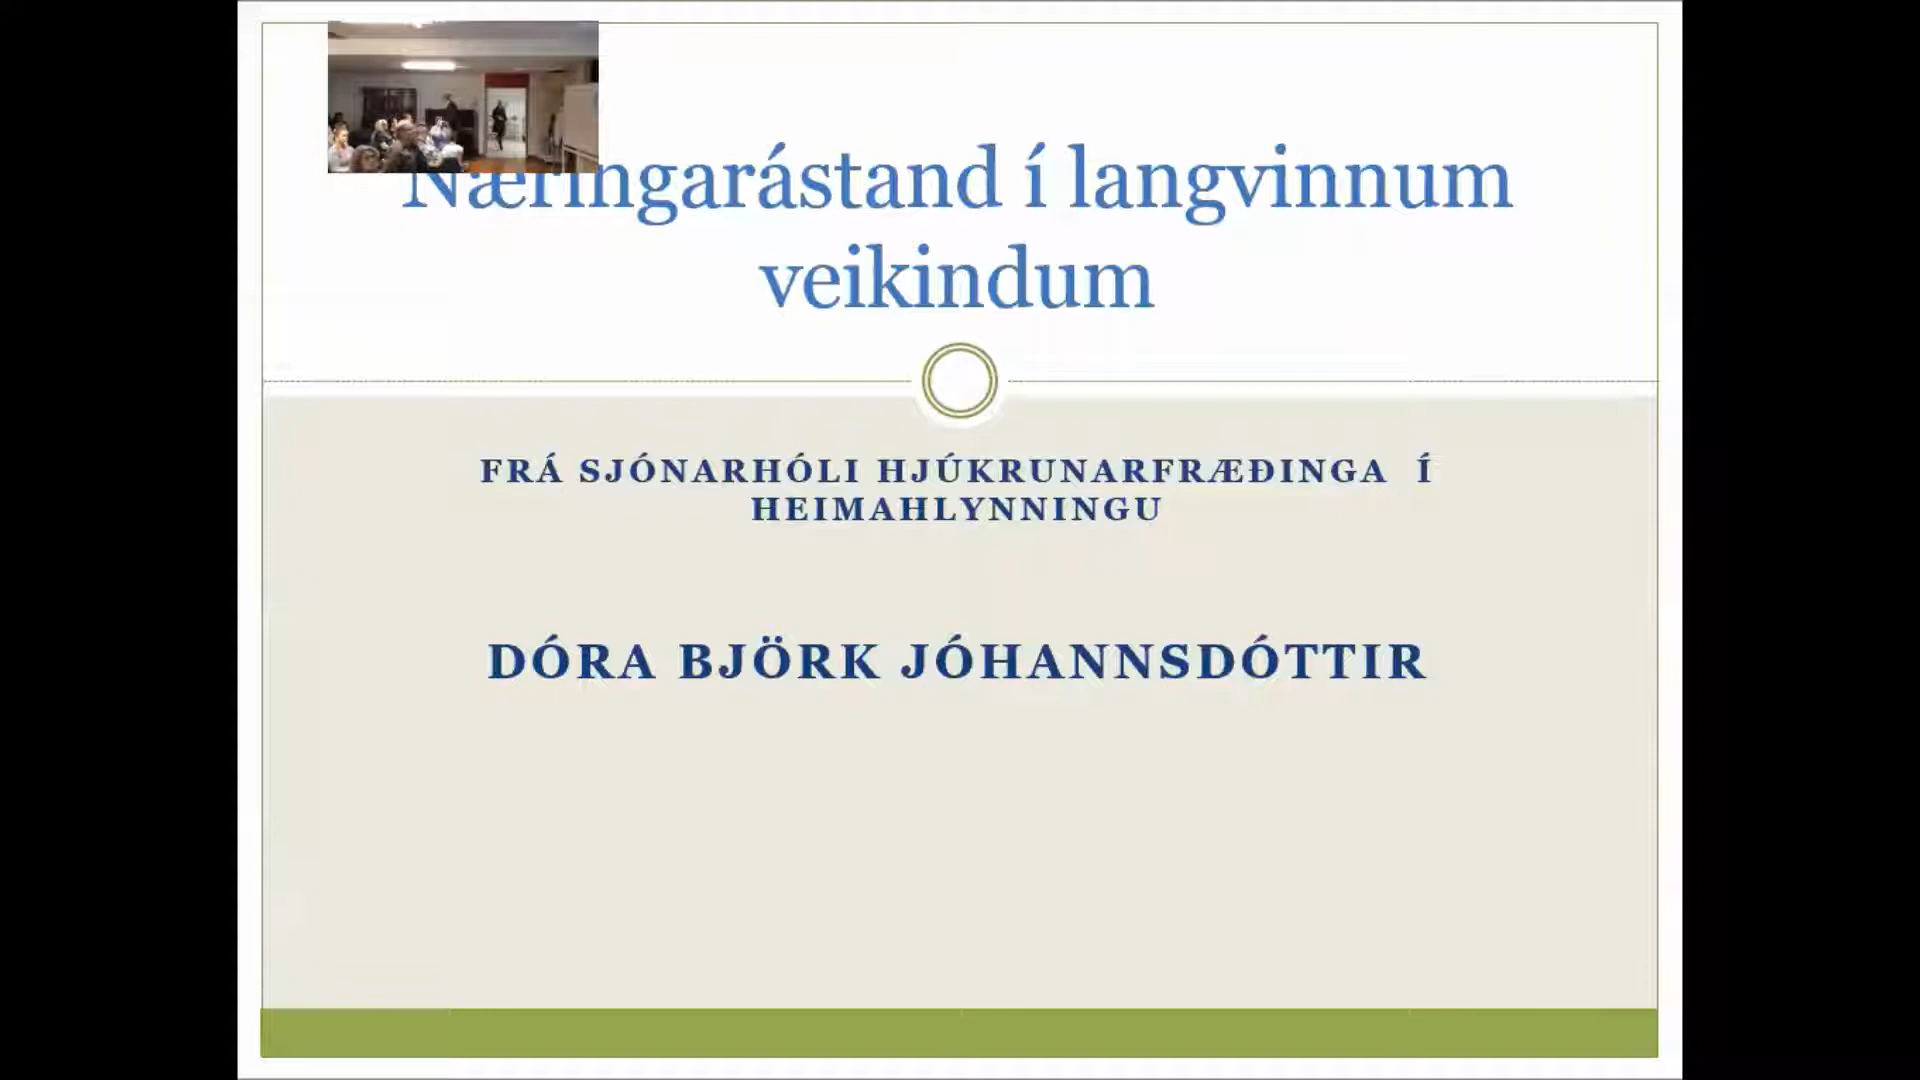 Næringarástand í langvinnum
veikindum
FRÁ SJÓNARHÓLI HJÚKRUNARFRÆÐINGA Í
HEIMAHLYNNINGU
DÓRA BJÖRK JÓHANNSDÓTTIR